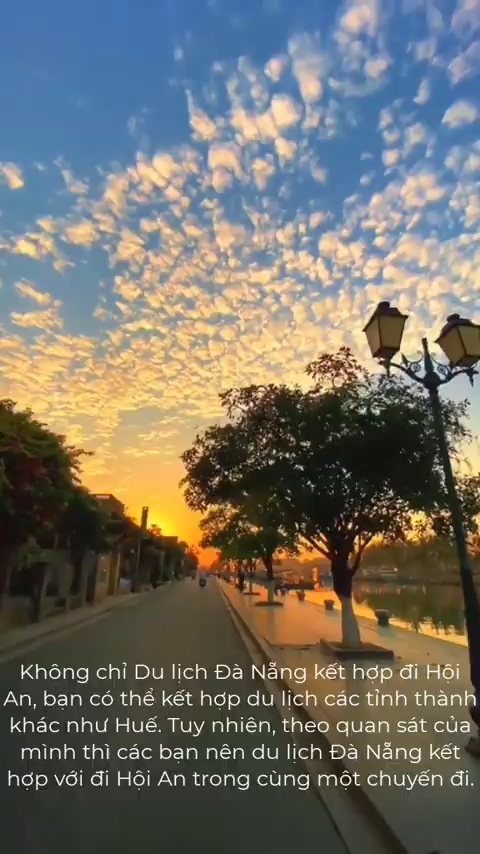 Không chỉ Du lịch Đà Nẵng kết hợp đi Hội
An, bạn có thể kết hợp du lịch các tỉnh thành
khác như Huế. Tuy nhiên, theo quan sát của
mình thì các bạn nên du lịch Đà Nẵng kết
hợp với đi Hội An trong cùng một chuyến đi.